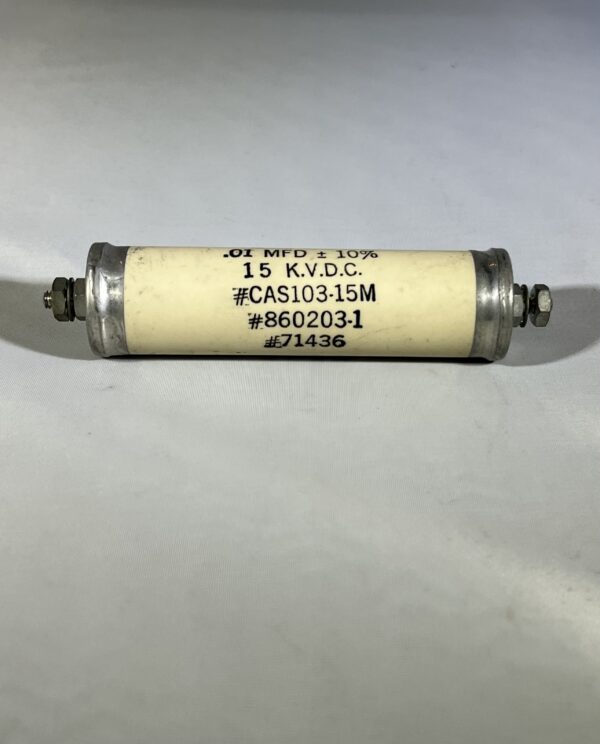 .01 MFD ± 10%
15 K.V.D.C.
#CAS103-15M
#860203-1
#71436